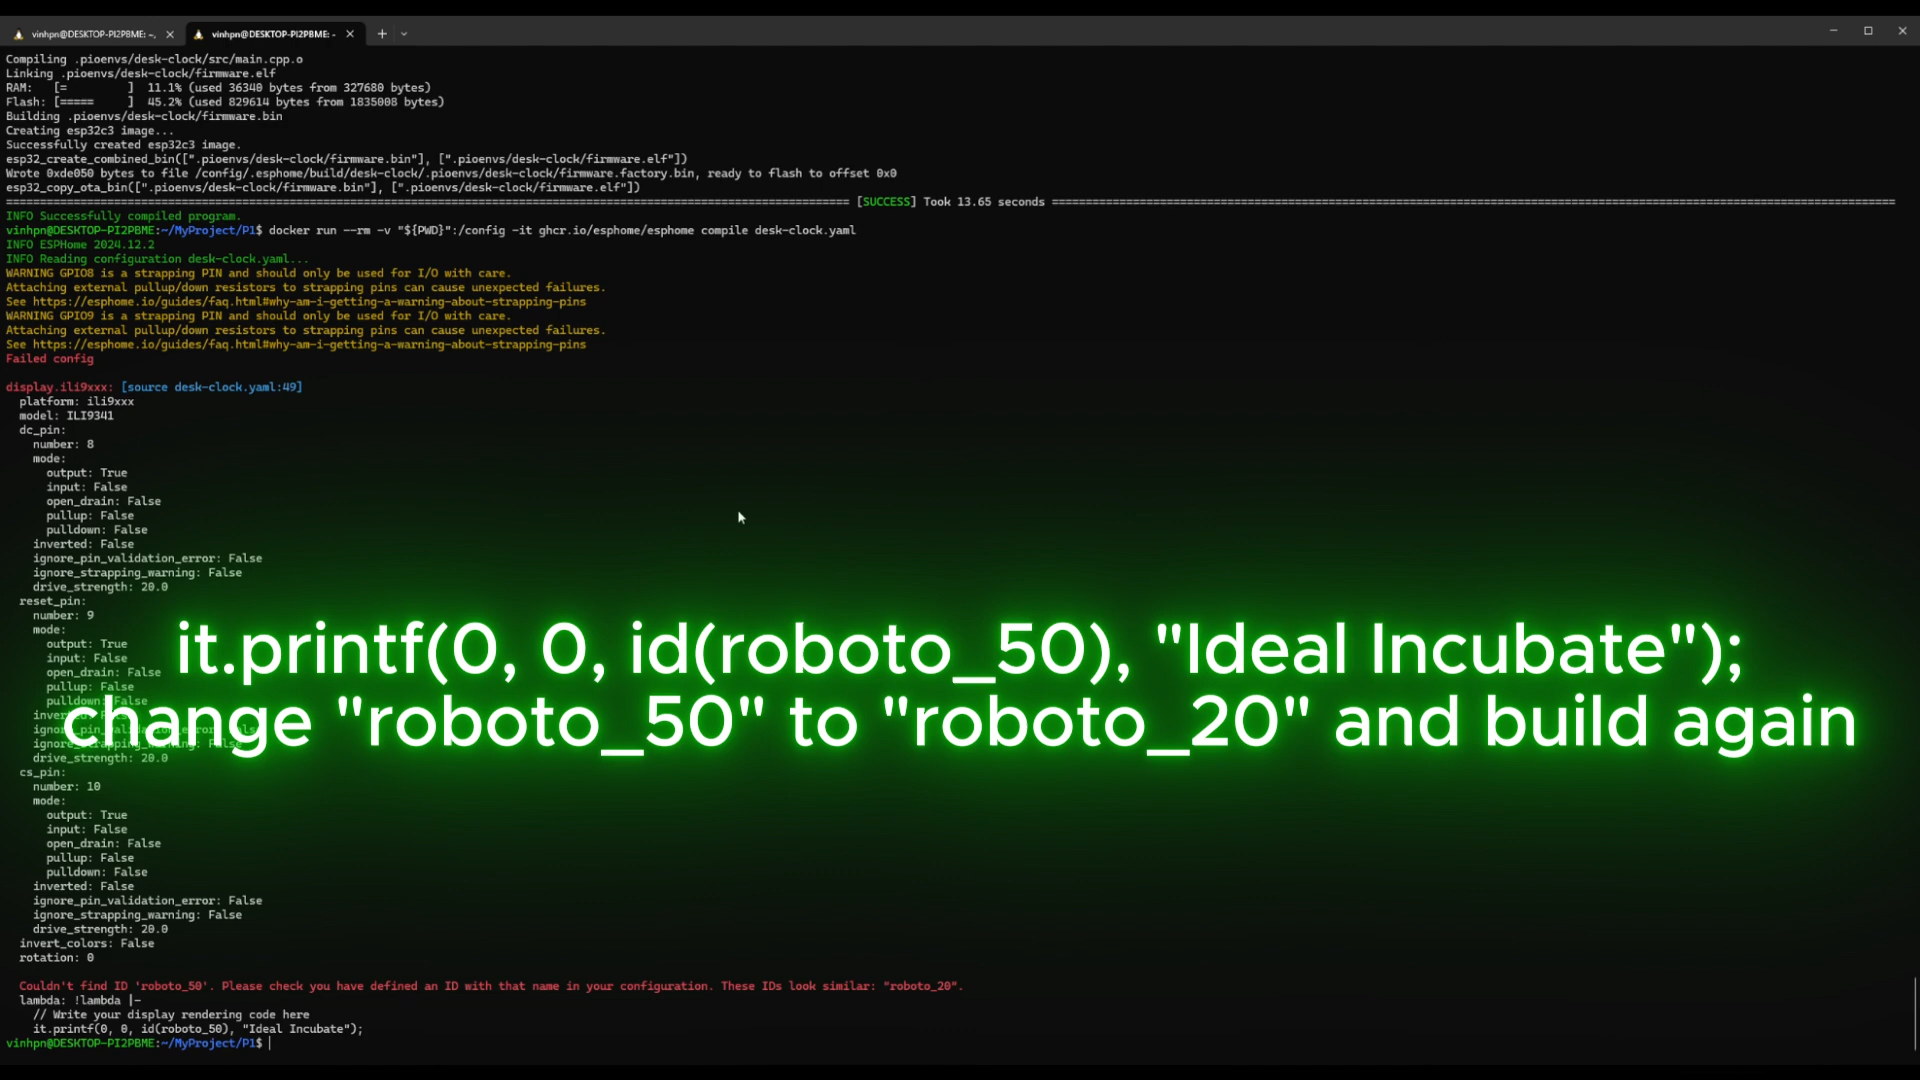 vinhpn@DESKTOP-PI2PBME: ~, vinhpn@DESKTOP-PI2PBME: -
Compiling .pioenvs/desk-clock/src/main.cpp.o
Linking .pioenvs/desk-clock/firmware.elf
RAM:   [=         ]  11.1% (used 36340 bytes from 327680 bytes)
Flash: [=====     ]  45.2% (used 829614 bytes from 1835008 bytes)
Building .pioenvs/desk-clock/firmware.bin
Creating esp32c3 image...
Successfully created esp32c3 image.
esp32_create_combined_bin([".pioenvs/desk-clock/firmware.bin"], [".pioenvs/desk-clock/firmware.elf"])
Wrote 0xde050 bytes to file /config/.esphome/build/desk-clock/.pioenvs/desk-clock/firmware.factory.bin, ready to flash to offset 0x0
esp32_copy_ota_bin([".pioenvs/desk-clock/firmware.bin"], [".pioenvs/desk-clock/firmware.elf"])
[SUCCESS] Took 13.65 seconds
INFO Successfully compiled program.
vinhpn@DESKTOP-PI2PBME:~/MyProject/P1$ docker run --rm -v "${PWD}":/config -it ghcr.io/esphome/esphome compile desk-clock.yaml
INFO ESPHome 2024.12.2
INFO Reading configuration desk-clock.yaml...
WARNING GPIO8 is a strapping PIN and should only be used for I/O with care.
Attaching external pullup/down resistors to strapping pins can cause unexpected failures.
See https://esphome.io/guides/faq.html#why-am-i-getting-a-warning-about-strapping-pins
WARNING GPIO9 is a strapping PIN and should only be used for I/O with care.
Attaching external pullup/down resistors to strapping pins can cause unexpected failures.
See https://esphome.io/guides/faq.html#why-am-i-getting-a-warning-about-strapping-pins
Failed config
display.ili9xxx: [source desk-clock.yaml:49]
platform: ili9xxx
model: ILI9341
dc_pin:
number: 8
mode:
output: True
input: False
open_drain: False
pullup: False
pulldown: False
inverted: False
ignore_pin_validation_error: False
ignore_strapping_warning: False
drive_strength: 20.0
reset_pin:
number: 9
mode:
output: True
input: False
open_drain: False
pullup: False
pulldown: False
it.printf(0, 0, id(roboto_50), "Ideal Incubate");
change "roboto_50" to "roboto_20" and build again
drive_strength: 20.0
cs_pin:
number: 10
mode:
output: True
input: False
open_drain: False
pullup: False
pulldown: False
inverted: False
ignore_pin_validation_error: False
ignore_strapping_warning: False
drive_strength: 20.0
invert_colors: False
rotation: 0
Couldn't find ID 'roboto_50'. Please check you have defined an ID with that name in your configuration. These IDs look similar: "roboto_20".
lambda: !lambda |-
// Write your display rendering code here
it.printf(0, 0, id(roboto_50), "Ideal Incubate");
vinhpn@DESKTOP-PI2PBME:~/MyProject/P1$